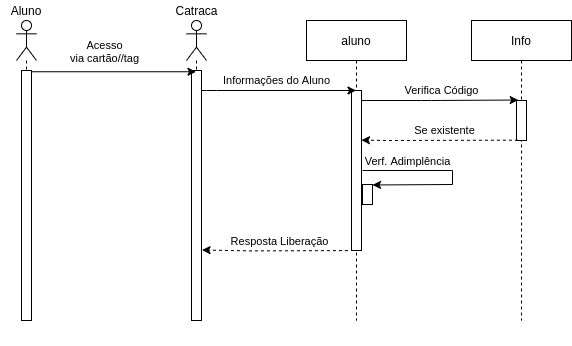 Aluno
Catraca
aluno
Info
Acesso
via cartão//tag
Informações do Aluno
Verifica Código
Se existente
Verf. Adimplência
Resposta Liberação